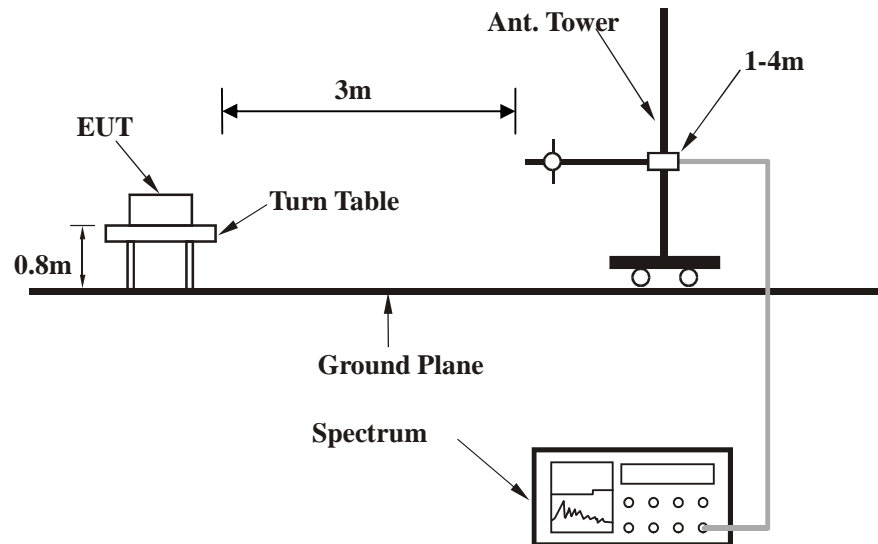 Ant. Tower
1-4m
3m
EUT
Turn Table
0.8m
Ground Plane
Spectrum